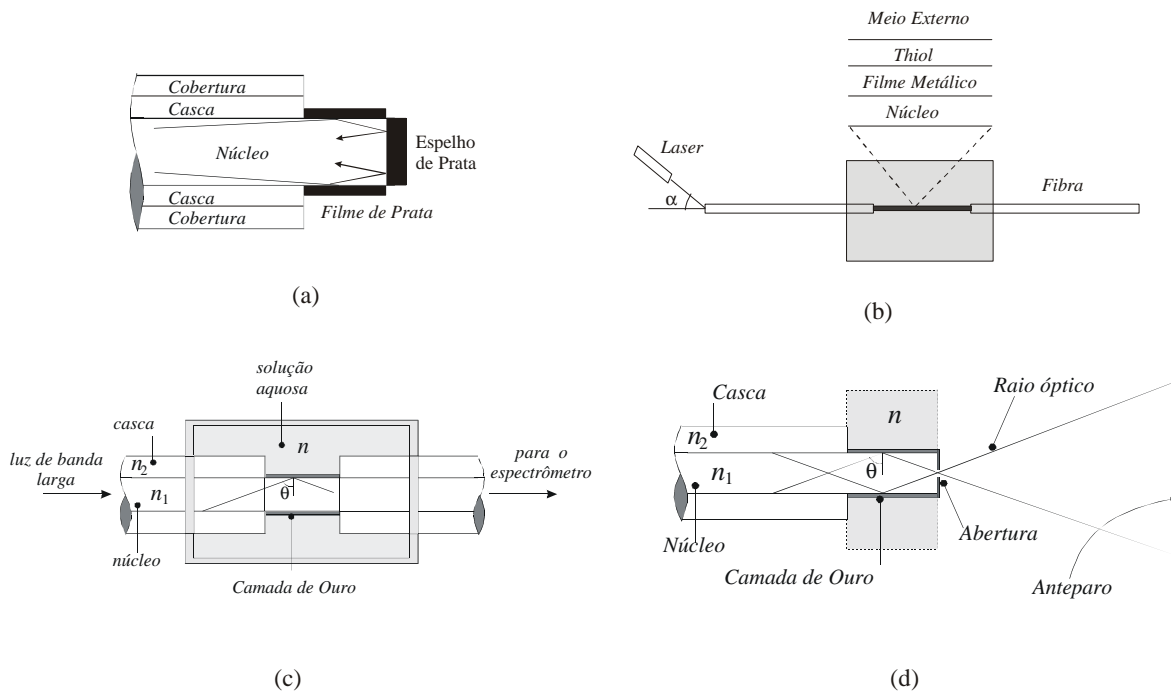 Cobertura
Casca
Núcleo
Casca
Cobertura
Espelho
de Prata
Filme de Prata
(a)
Meio Externo
Thiol
Filme Metálico
Núcleo
Laser
α
Fibra
(b)
solução
aquosa
casca
n
luz de banda
larga
n2
n1
θ
para o
espectrômetro
núcleo
Camada de Ouro
(c)
Casca
n
Raio óptico
n2
n1
θ
Núcleo
Camada de Ouro
Abertura
Anteparo
(d)